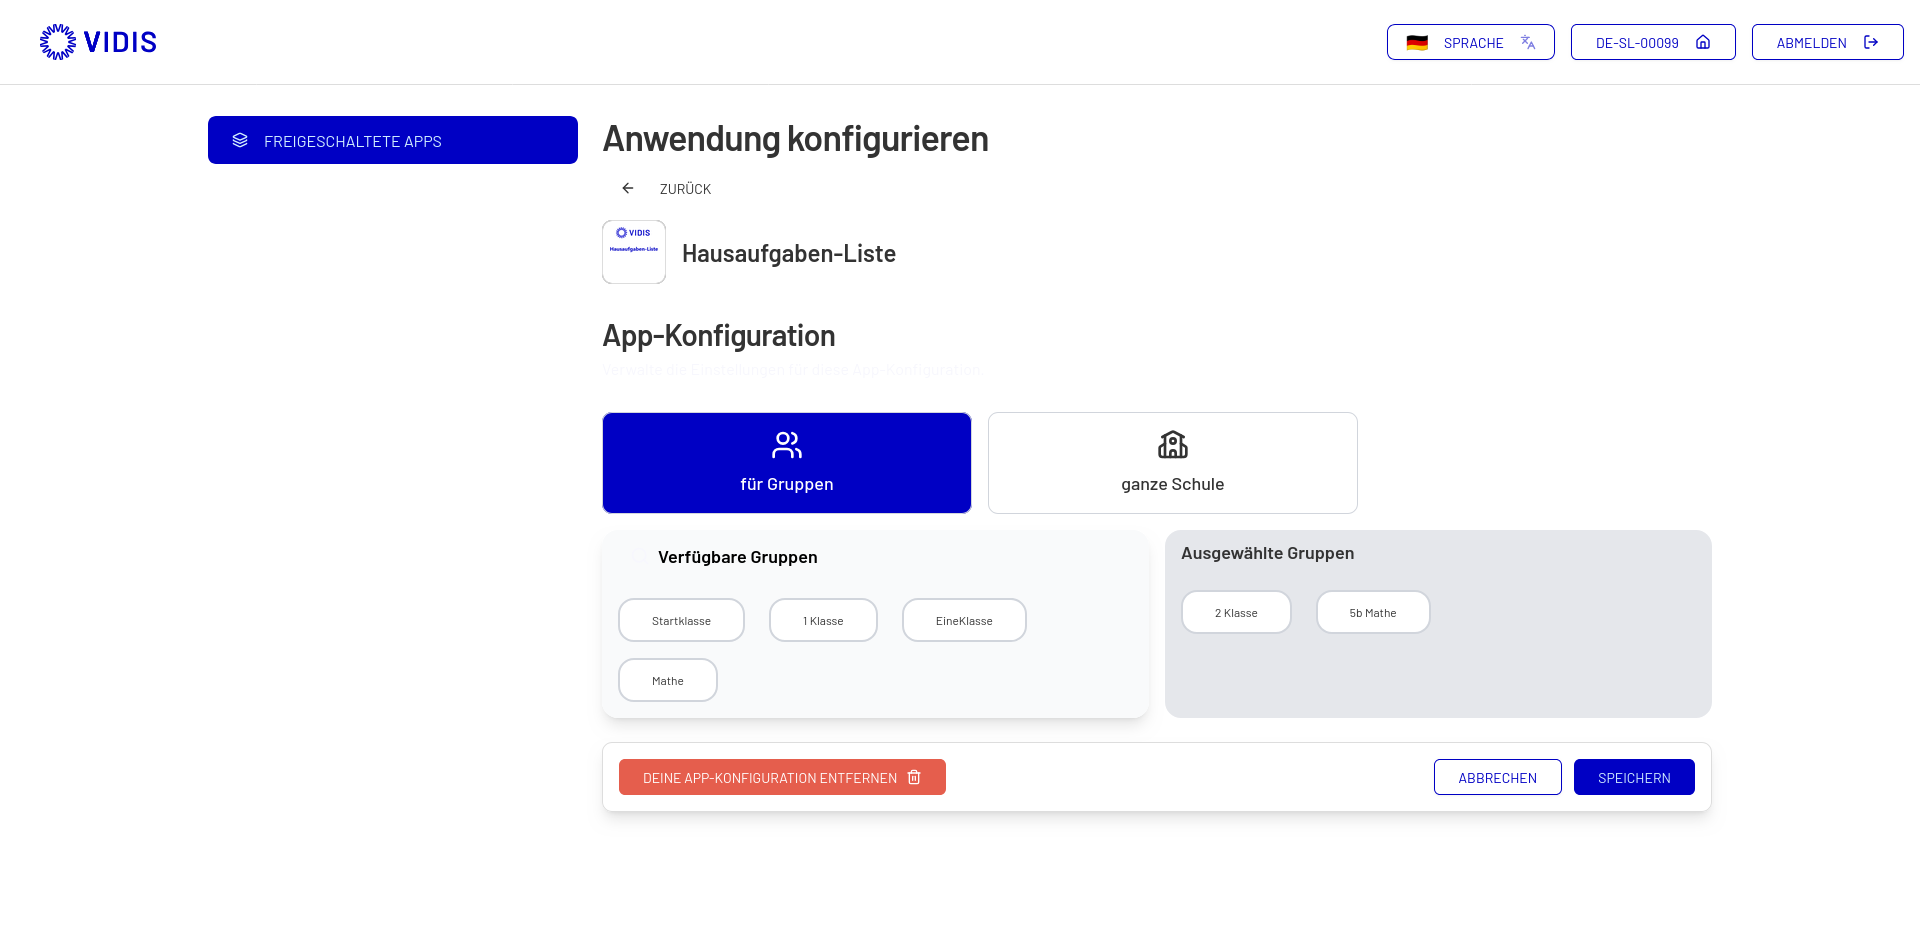 VIDIS
SPRACHE
DE-SL-00099
ABMELDEN
FREIGESCHALTETE APPS
Anwendung konfigurieren
ZURÜCK
VIDIS
Hausaufgaben-Liste
Hausaufgaben-Liste
App-Konfiguration
Verwalte die Einstellungen für diese App-Konfiguration.
für Gruppen
ganze Schule
Verfügbare Gruppen
Startklasse
1 Klasse
EineKlasse
Mathe
Ausgewählte Gruppen
2 Klasse
5b Mathe
DEINE APP-KONFIGURATION ENTFERNEN
ABBRECHEN
SPEICHERN